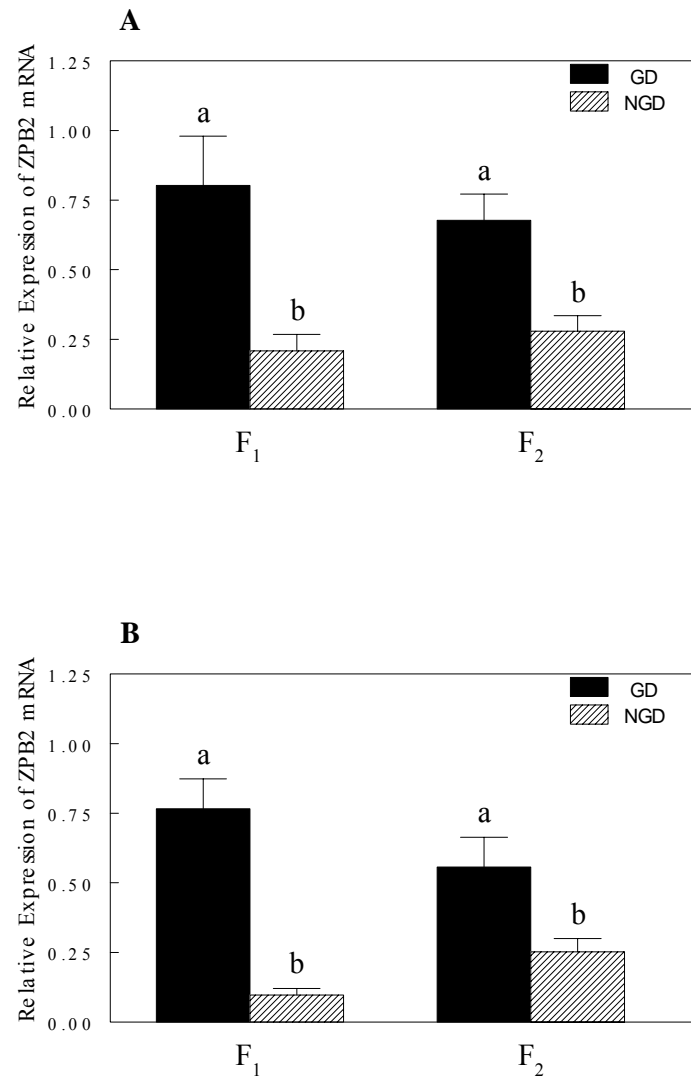 A
Relative Expression of ZPB2 mRNA
1.25
1.00
0.75
0.50
0.25
0.00
GD
NGD
a
b
a
b
F1
F2
B
Relative Expression of ZPB2 mRNA
1.25
1.00
0.75
0.50
0.25
0.00
GD
NGD
a
b
a
b
F1
F2